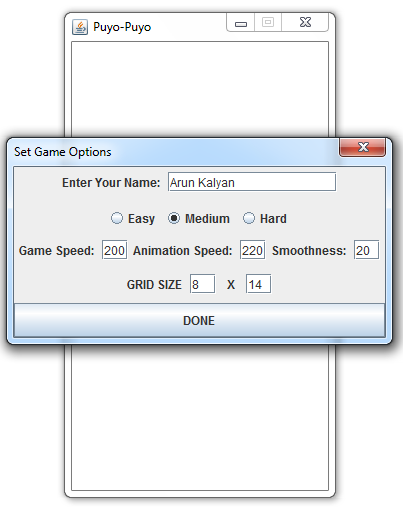 Puyo-Puyo
Set Game Options
Enter Your Name: Arun Kalyan
Easy Medium Hard
Game Speed: 200 Animation Speed: 220 Smoothness: 20
GRID SIZE 8 X 14
DONE